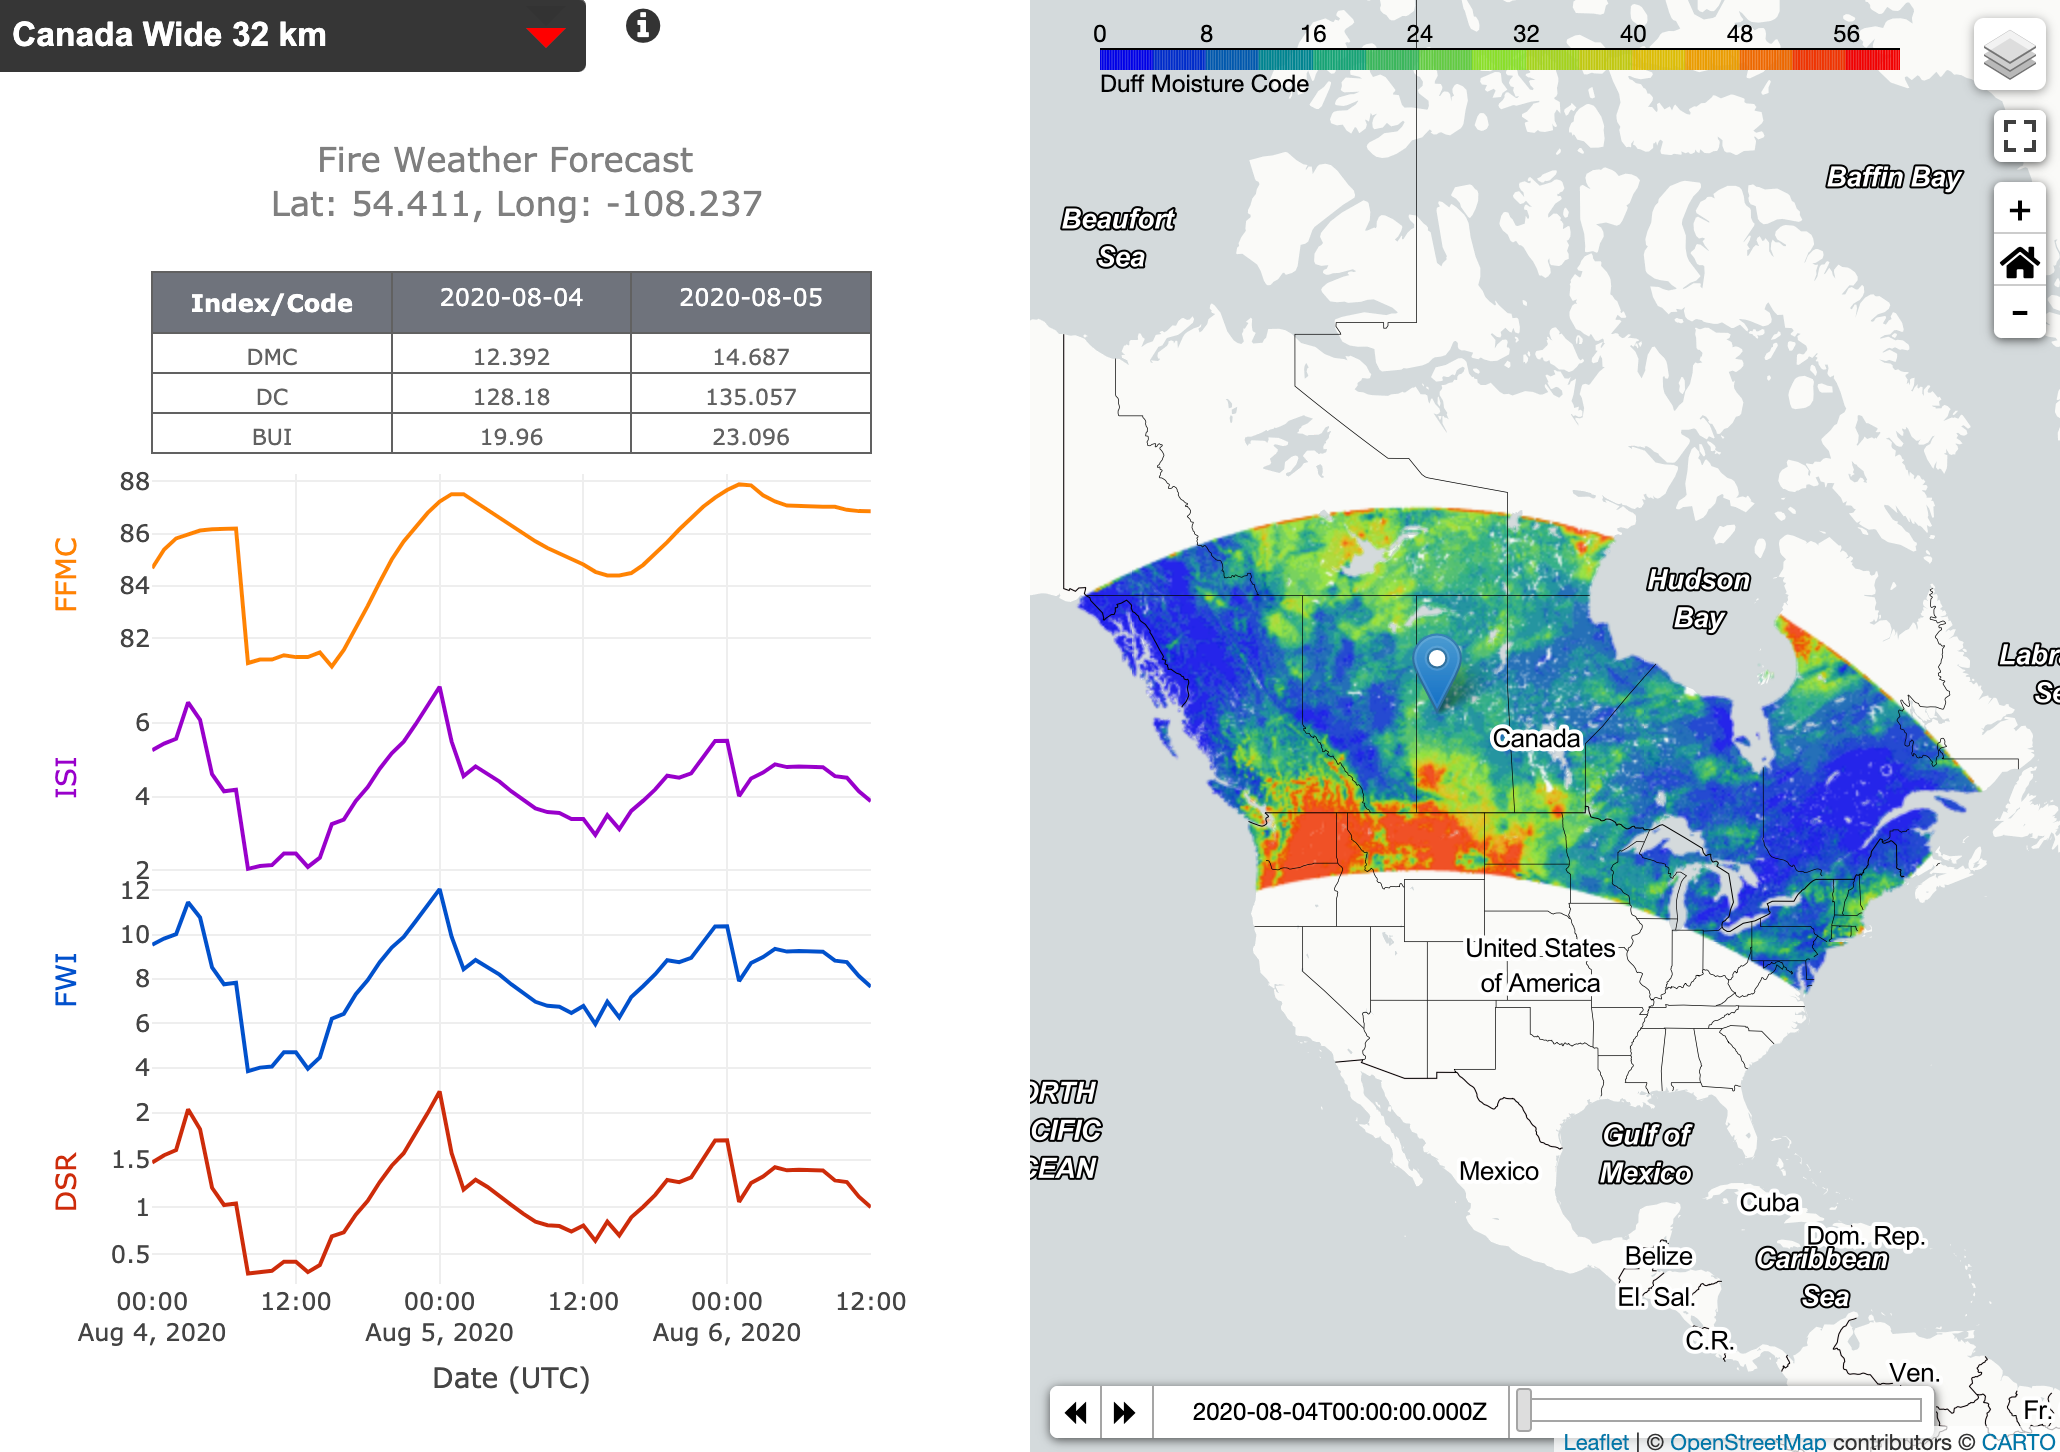 Canada Wide 32 km
Fire Weather Forecast
Lat: 54.411, Long: -108.237
Index/Code 2020-08-04 2020-08-05
DMC 12.392 14.687
DC 128.18 135.057
BUI 19.96 23.096
FFMC
88
86
84
82
ISI
6
4
2
FWI
12
10
8
6
4
DSR
2
1.5
1
0.5
00:00 12:00 00:00 12:00 00:00 12:00
Aug 4, 2020 Aug 5, 2020 Aug 6, 2020
Date (UTC)
0 8 16 24 32 40 48 56
Duff Moisture Code
Baffin Bay
Beaufort
Sea
+
-
Hudson
Bay
Labr
Se
Canada
United States
of America
ORTH
CIFIC
CEAN
Gulf of
Mexico
Mexico
Cuba
Dom. Rep.
Belize
Caribbean
Sea
El. Sal.
C.R.
Ven.
Fr.
2020-08-04T00:00:00.000Z
Leaflet | © OpenStreetMap contributors © CARTO